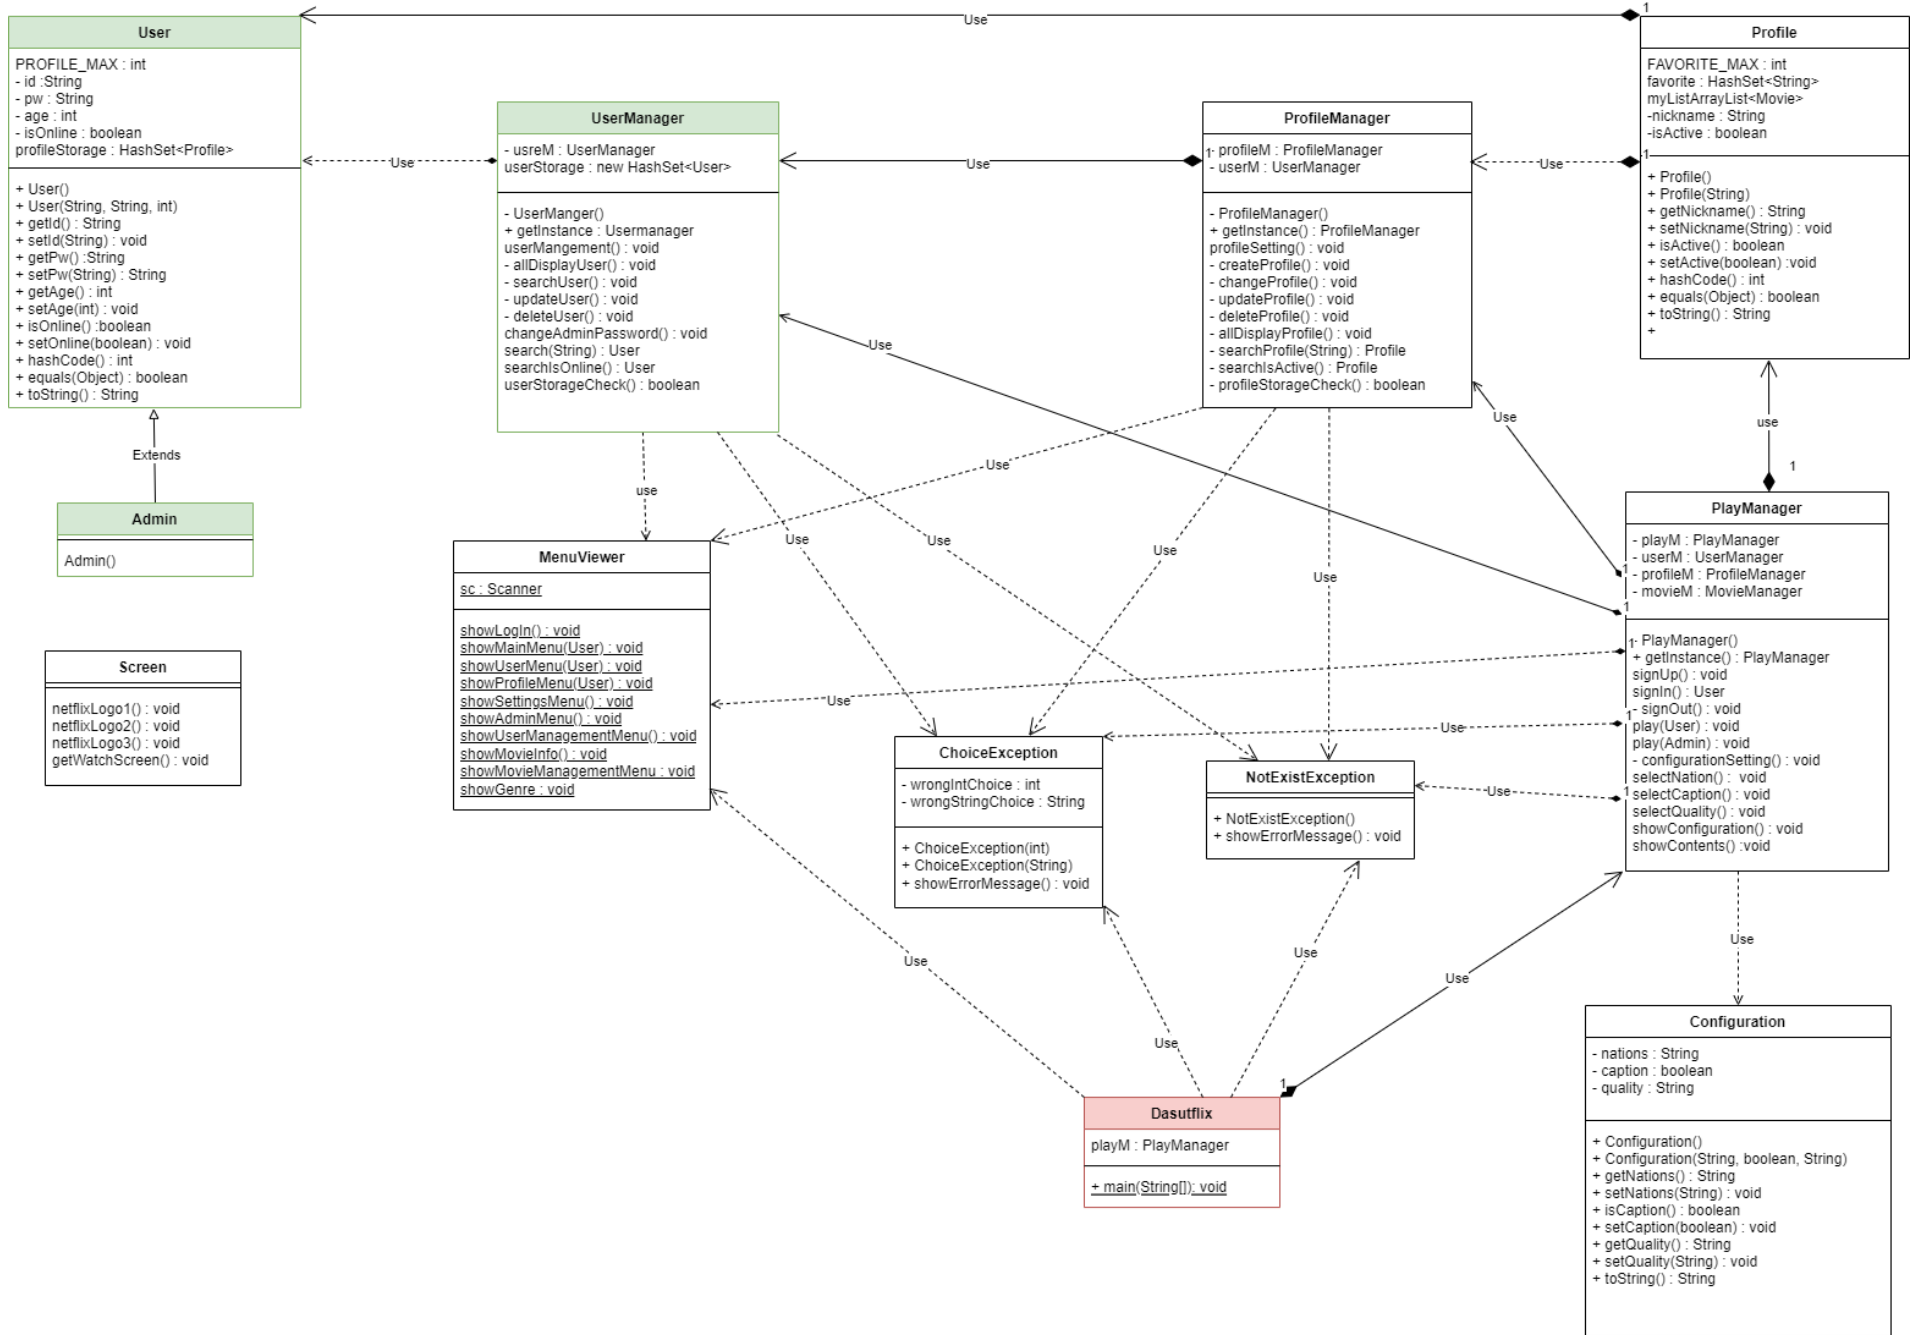 User
PROFILE_MAX : int
- id :String
- pw : String
- age : int
- isOnline : boolean
profileStorage : HashSet<Profile>
+ User()
+ User(String, String, int)
+ getId() : String
+ setId(String) : void
+ getPw() :String
+ setPw(String) : String
+ getAge() : int
+ setAge(int) : void
+ isOnline() :boolean
+ setOnline(boolean) : void
+ hashCode() : int
+ equals(Object) : boolean
+ toString() : String
Extends
Admin
Admin()
Screen
netflixLogo1() : void
netflixLogo2() : void
netflixLogo3() : void
getWatchScreen() : void
Use
1
Use
UserManager
- usreM : UserManager
userStorage : new HashSet<User>
- UserManger()
+ getInstance : Usermanager
userMangement() : void
- allDisplayUser() : void
- searchUser() : void
- updateUser() : void
- deleteUser() : void
changeAdminPassword() : void
search(String) : User
searchIsOnline() : User
userStorageCheck() : boolean
Use
1
ProfileManager
- profileM : ProfileManager
- userM : UserManager
- ProfileManager()
+ getInstance() : ProfileManager
profileSetting() : void
- createProfile() : void
- changeProfile() : void
- updateProfile() : void
- deleteProfile() : void
- allDisplayProfile() : void
- searchProfile(String) : Profile
- searchIsActive() : Profile
- profileStorageCheck() : boolean
Use
1
Profile
FAVORITE_MAX : int
favorite : HashSet<String>
myListArrayList<Movie>
-nickname : String
-isActive : boolean
+ Profile()
+ Profile(String)
+ getNickname() : String
+ setNickname(String) : void
+ isActive() : boolean
+ setActive(boolean) :void
+ hashCode() : int
+ equals(Object) : boolean
+ toString() : String
+
Use
Use
use
1
use
Use
Use
Use
Use
Use
MenuViewer
sc : Scanner
showLogIn() : void
showMainMenu(User) : void
showUserMenu(User) : void
showProfileMenu(User) : void
showSettingsMenu() : void
showAdminMenu() : void
showUserManagementMenu() : void
showMovieInfo() : void
showMovieManagementMenu : void
showGenre : void
PlayManager
- playM : PlayManager
- userM : UserManager
- profileM : ProfileManager
- movieM : MovieManager
- PlayManager()
+ getInstance() : PlayManager
signUp() : void
signIn() : User
- signOut() : void
play(User) : void
play(Admin) : void
- configurationSetting() : void
selectNation() : void
selectCaption() : void
selectQuality() : void
showConfiguration() : void
showContents() :void
1
1
1
1
1
Use
Use
Use
ChoiceException
- wrongIntChoice : int
- wrongStringChoice : String
+ ChoiceException(int)
+ ChoiceException(String)
+ showErrorMessage() : void
NotExistException
+ NotExistException()
+ showErrorMessage() : void
Use
Use
Use
Use
Use
1
Dasutflix
playM : PlayManager
+ main(String[]): void
Configuration
- nations : String
- caption : boolean
- quality : String
+ Configuration()
+ Configuration(String, boolean, String)
+ getNations() : String
+ setNations(String) : void
+ isCaption() : boolean
+ setCaption(boolean) : void
+ getQuality() : String
+ setQuality(String) : void
+ toString() : String